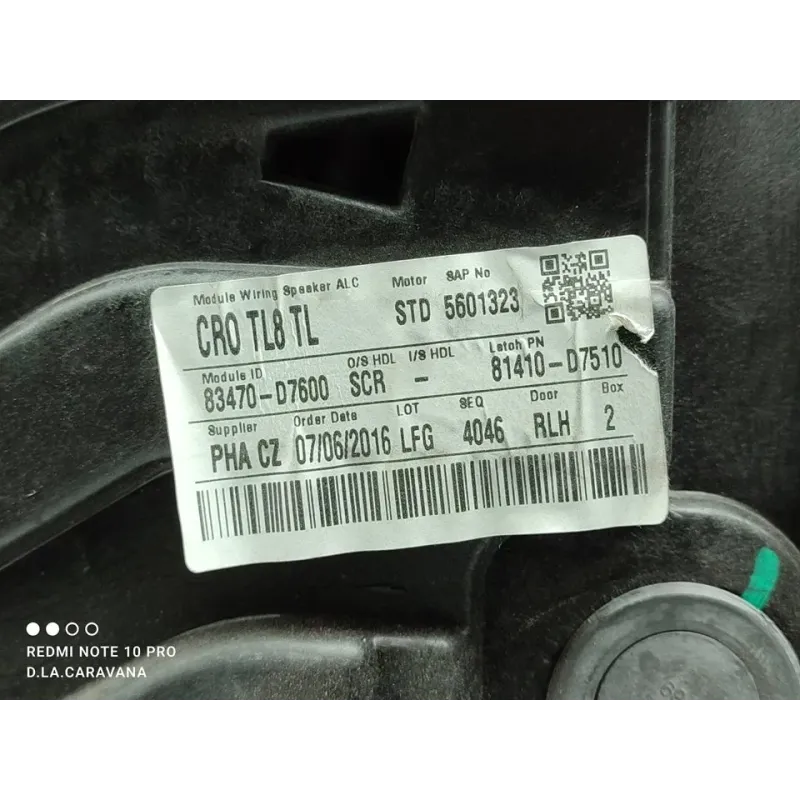 Module Wiring Speaker ALC Motor SAP No
CRO TL8 TL STD 5601323
Module ID O/S HDL I/S HDL Latch PN
83470-D7600 SCR - 81410-D7510
Supplier Order Date LOT SEQ Door Box
PHA CZ 07/06/2016 LFG 4046 RLH 2
REDMI NOTE 10 PRO
D.LA.CARAVANA